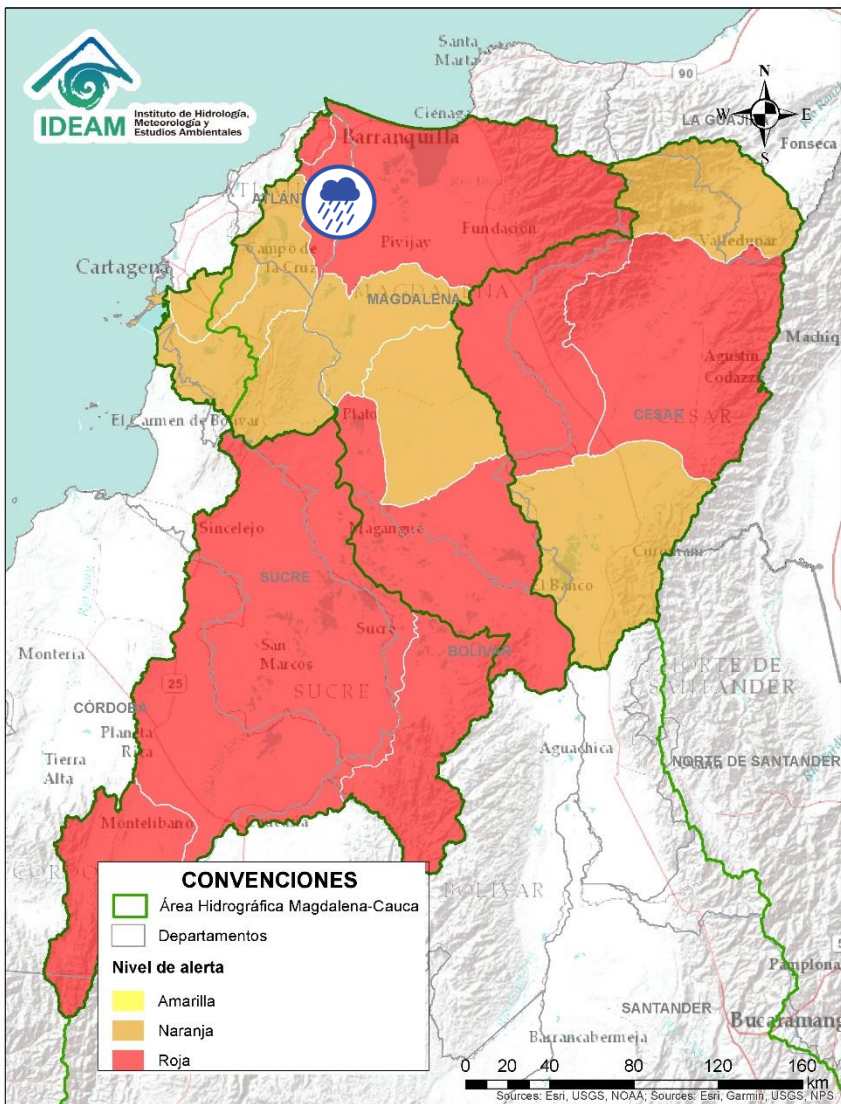 IDEAM
Instituto de Hidrología,
Meteorología y
Estudios Ambientales
Santa
Marta
90
N
E
S
LA GUAJIRA
Fonseca
Ciénaga
Barranquilla
Fundación
Pivijay
Valledupar
Campo de
la Cruz
Cartagena
MAGDALENA
Agustín
Codazzi
CESAR
El Carmen de Bolívar
Plato
Sincelejo
Magangué
SUCRE
El Banco
Sucre
San
Marcos
BOLÍVAR
SUCRE
NORTE DE
SANTANDER
Montería
25
CÓRDOBA
Planeta
Rica
Tierra
Alta
Aguachica
NORTE DE SANTANDER
Montelíbano
BOLÍVAR
CONVENCIONES
Área Hidrográfica Magdalena-Cauca
Departamentos
Nivel de alerta
Amarilla
Naranja
Roja
Pamplona
SANTANDER
Barrancabermeja
0 20 40 80 120 160
km
Sources: Esri, USGS, NOAA; Sources: Esri, Garmin, USGS, NPS